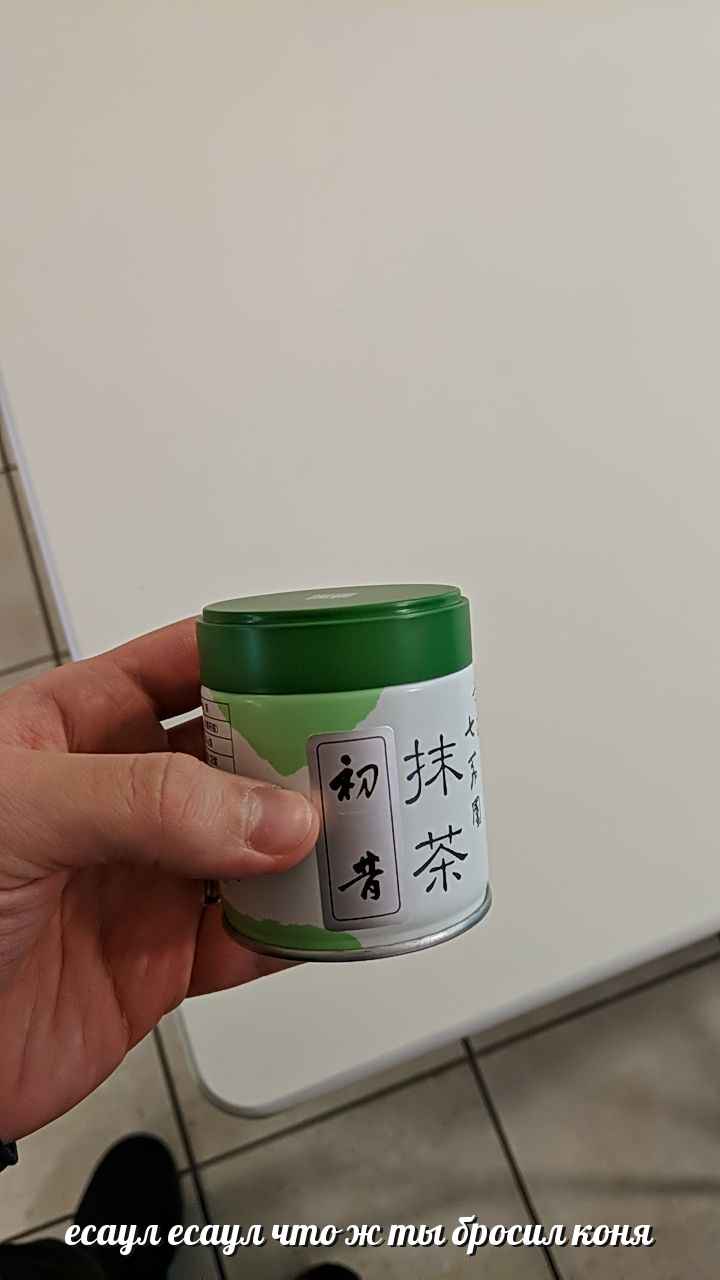 抹茶
初昔
есаул есаул что ж ты бросил коня